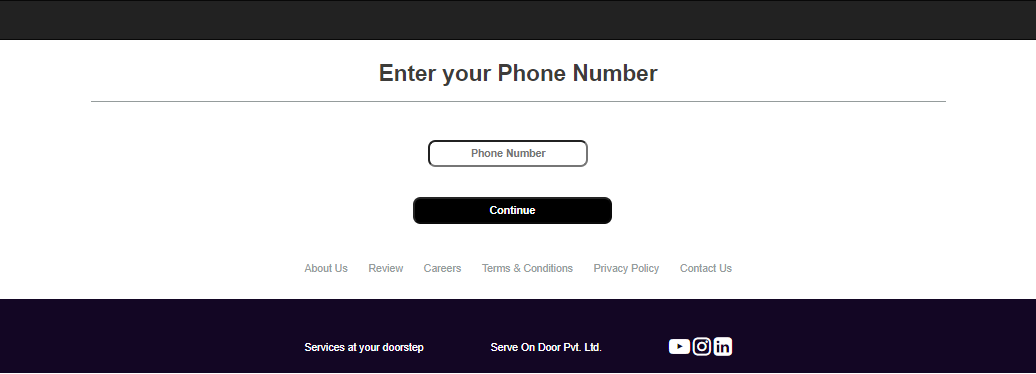 Enter your Phone Number
Phone Number
Continue
About Us Review Careers Terms & Conditions Privacy Policy Contact Us
Services at your doorstep Serve On Door Pvt. Ltd. in